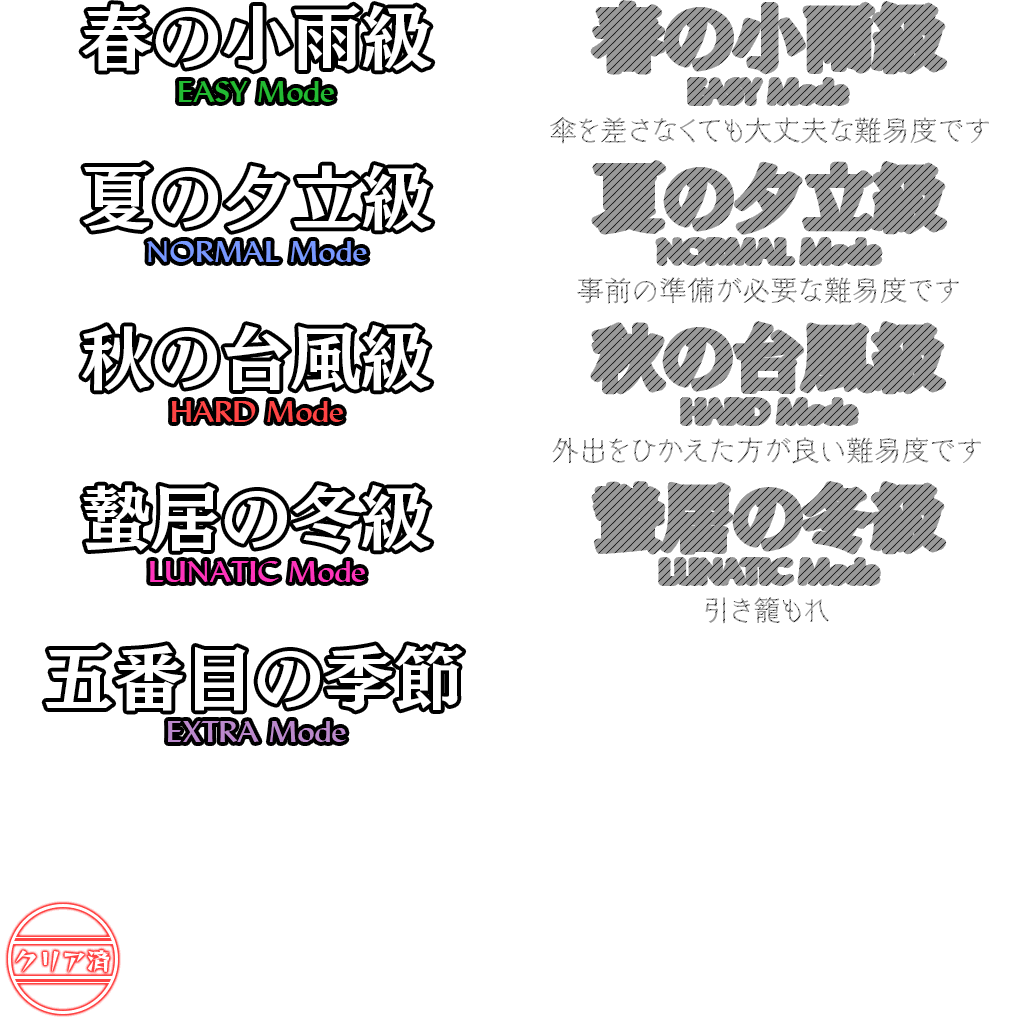 春の小雨級
EASY Mode
春の小雨級
EASY Mode
傘を差さなくても大丈夫な難易度です
夏の夕立級
NORMAL Mode
夏の夕立級
NORMAL Mode
事前の準備が必要な難易度です
秋の台風級
HARD Mode
秋の台風級
HARD Mode
外出をひかえた方が良い難易度です
蟄居の冬級
LUNATIC Mode
蟄居の冬級
LUNATIC Mode
引き籠もれ
五番目の季節
EXTRA Mode
クリア済